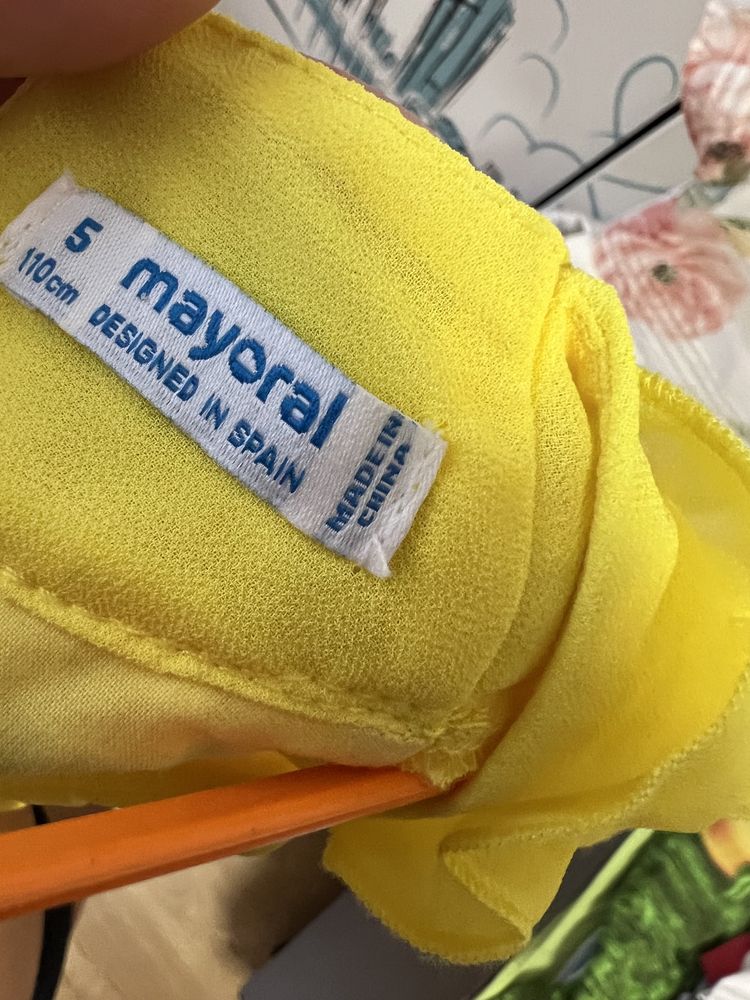 5
110cm
mayoral
DESIGNED IN SPAIN
MADE IN
CHINA